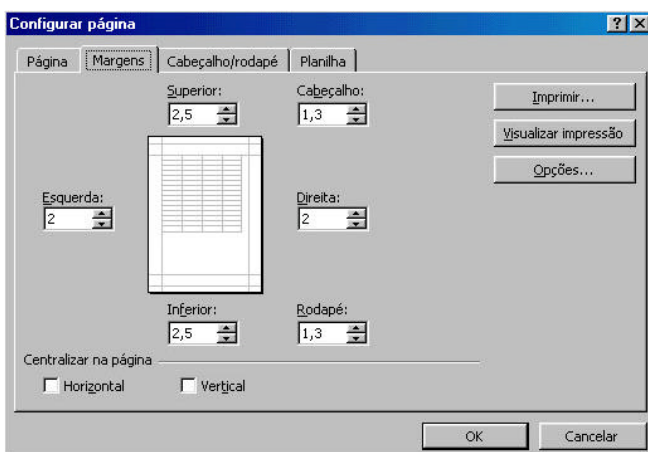 Configurar página
Página Margens Cabeçalho/rodapé Planilha
Superior: Cabeçalho:
2,5 1,3
Imprimir...
Visualizar impressão
Opções...
Esquerda: Direita:
2 2
Inferior: Rodapé:
2,5 1,3
Centralizar na página
Horizontal Vertical
OK Cancelar